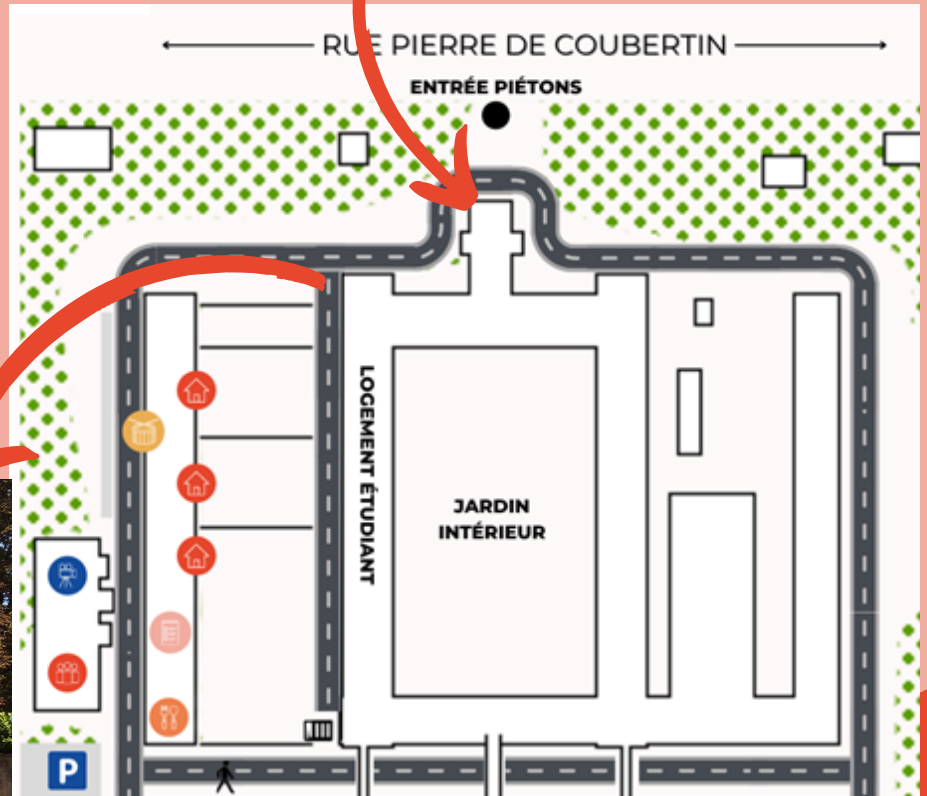 RUE PIERRE DE COUBERTIN
ENTRÉE PIÉTONS
LOGEMENT ÉTUDIANT
JARDIN
INTÉRIEUR
P